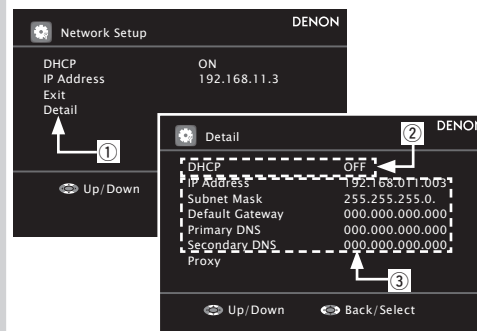 DENON
Network Setup
DHCP ON
IP Address 192.168.11.3
Exit
Detail
①
Up/Down
DENON
Detail
②
DHCP OFF
IP Address 192.168.011.003
Subnet Mask 255.255.255.0.
Default Gateway 000.000.000.000
Primary DNS 000.000.000.000
Secondary DNS 000.000.000.000
Proxy
③
Up/Down Back/Select